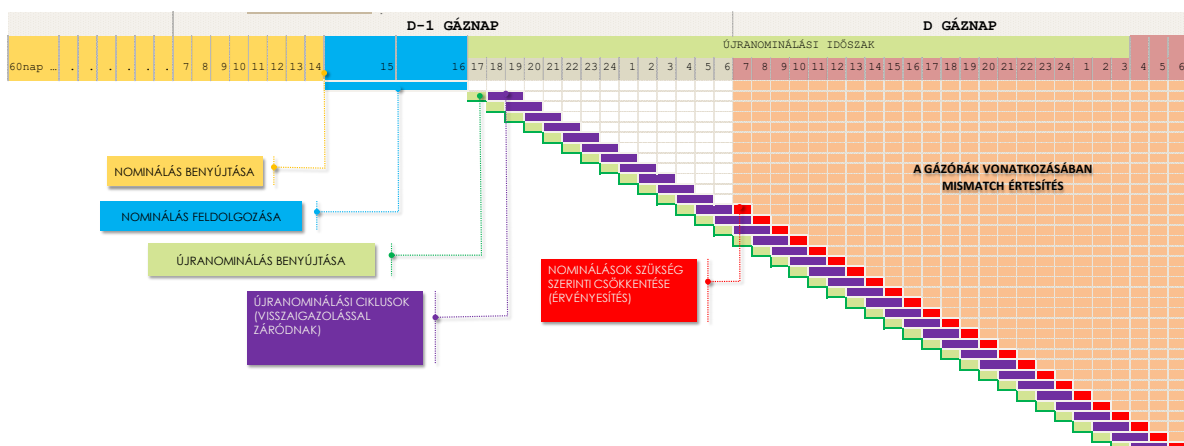 D-1 GÁZNAP
D GÁZNAP
ÚJRANOMINÁLÁSI IDŐSZAK
60nap … . . . . . . 7 8 9 10 11 12 13 14 15 16 17 18 19 20 21 22 23 24 1 2 3 4 5 6 7 8 9 10 11 12 13 14 15 16 17 18 19 20 21 22 23 24 1 2 3 4 5 6
NOMINÁLÁS BENYÚJTÁSA
A GÁZÓRÁK VONATKOZÁSÁBAN
MISMATCH ÉRTESÍTÉS
NOMINÁLÁS FELDOLGOZÁSA
ÚJRANOMINÁLÁS BENYÚJTÁSA
NOMINÁLÁSOK SZÜKSÉG
SZERINTI CSÖKKENTÉSE
(ÉRVÉNYESÍTÉS)
ÚJRANOMINÁLÁSI CIKLUSOK
(VISSZAIGAZOLÁSSAL
ZÁRÓDNAK)